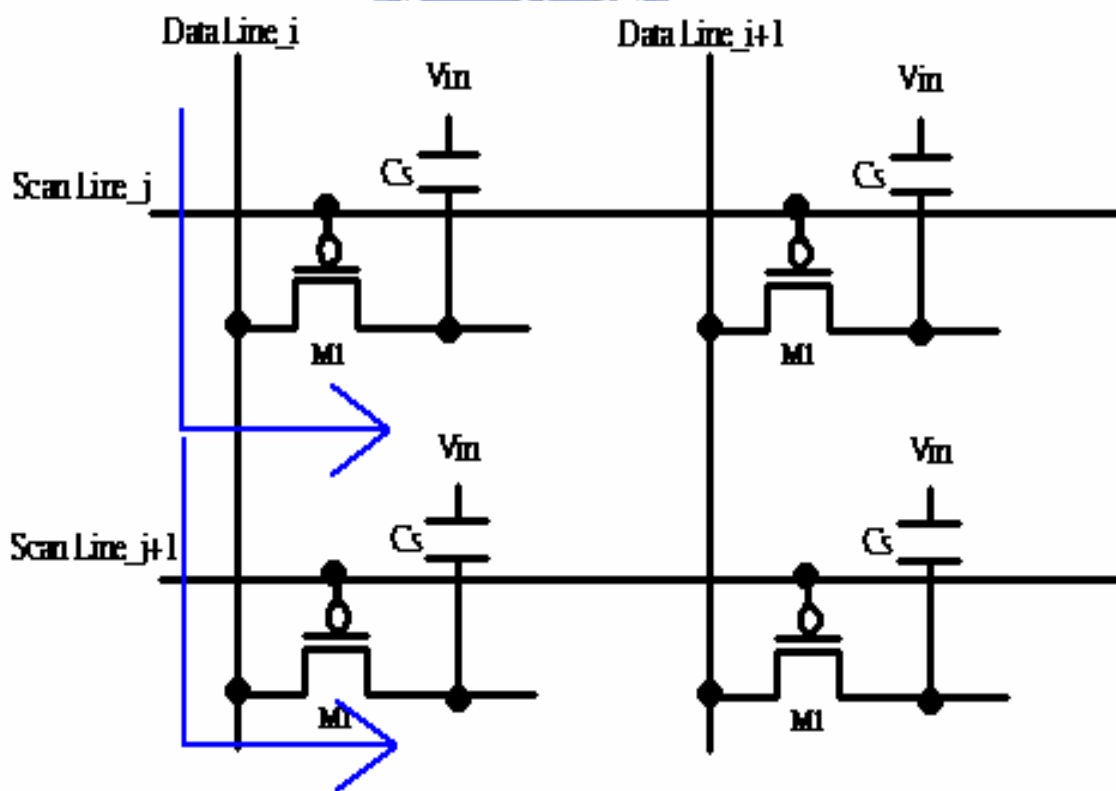 Data Line_i
Data Line_i+1
Vin
Vin
Cs
Cs
Scan Line_j
M1
M1
Vin
Vin
Cs
Cs
Scan Line_j+1
M1
M1